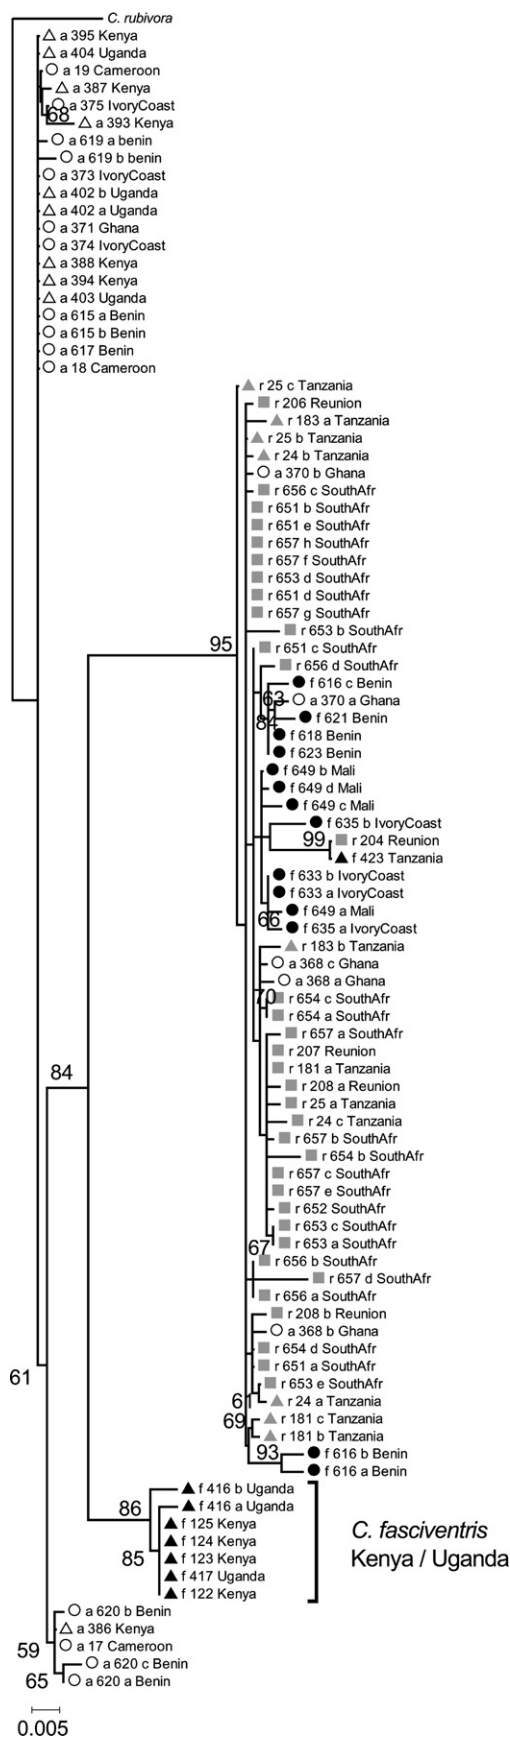 C. rubivora
a 395 Kenya
a 404 Uganda
a 19 Cameroon
a 387 Kenya
a 375 IvoryCoast
68
a 393 Kenya
a 619 a benin
a 619 b benin
a 373 IvoryCoast
a 402 b Uganda
a 402 a Uganda
a 371 Ghana
a 374 IvoryCoast
a 388 Kenya
a 394 Kenya
a 403 Uganda
a 615 a Benin
a 615 b Benin
a 617 Benin
a 18 Cameroon
r 25 c Tanzania
r 206 Reunion
r 183 a Tanzania
r 25 b Tanzania
r 24 b Tanzania
a 370 b Ghana
r 656 c SouthAfr
r 651 b SouthAfr
r 651 e SouthAfr
r 657 h SouthAfr
r 657 f SouthAfr
r 653 d SouthAfr
r 651 d SouthAfr
r 657 g SouthAfr
r 653 b SouthAfr
95
r 651 c SouthAfr
r 656 d SouthAfr
f 616 c Benin
63
a 370 a Ghana
f 621 Benin
f 618 Benin
f 623 Benin
f 649 b Mali
f 649 d Mali
f 649 c Mali
f 635 b IvoryCoast
99
r 204 Reunion
f 423 Tanzania
f 633 b IvoryCoast
f 633 a IvoryCoast
f 649 a Mali
66
f 635 a IvoryCoast
r 183 b Tanzania
a 368 c Ghana
a 368 a Ghana
70
r 654 c SouthAfr
r 654 a SouthAfr
r 657 a SouthAfr
r 207 Reunion
84
r 181 a Tanzania
r 208 a Reunion
r 25 a Tanzania
r 24 c Tanzania
r 657 b SouthAfr
r 654 b SouthAfr
r 657 c SouthAfr
r 657 e SouthAfr
r 652 SouthAfr
r 653 c SouthAfr
r 653 a SouthAfr
67
r 656 b SouthAfr
r 657 d SouthAfr
r 656 a SouthAfr
r 208 b Reunion
a 368 b Ghana
r 654 d SouthAfr
r 651 a SouthAfr
61
r 653 e SouthAfr
6
r 24 a Tanzania
69
r 181 c Tanzania
r 181 b Tanzania
93
f 616 b Benin
f 616 a Benin
f 416 b Uganda
86
f 416 a Uganda
f 125 Kenya
f 124 Kenya
85
f 123 Kenya
f 417 Uganda
f 122 Kenya
C. fasciventris
Kenya / Uganda
a 620 b Benin
a 386 Kenya
59
a 17 Cameroon
a 620 c Benin
65
a 620 a Benin
0.005